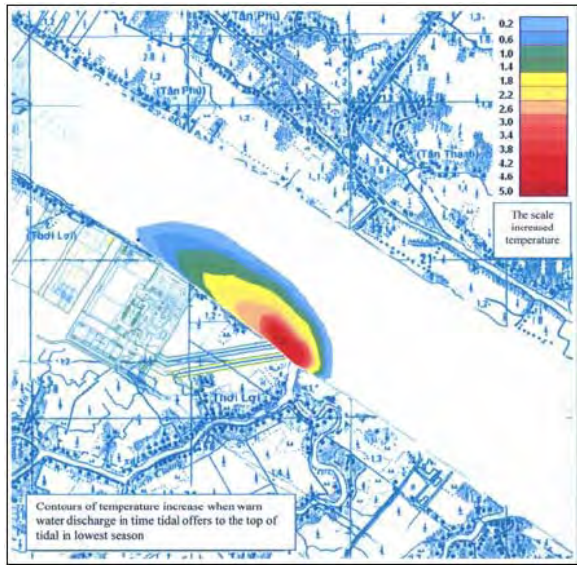 Tân Phú
(Tân Phú)
(Tân Thạnh)
(Thới Lợi)
Thới Lợi
0.2
0.6
1.0
1.4
1.8
2.2
2.6
3.0
3.4
3.8
4.2
4.6
5.0
The scale
increased
temperature
Contours of temperature increase when warn
water discharge in time tidal offers to the top of
tidal in lowest season